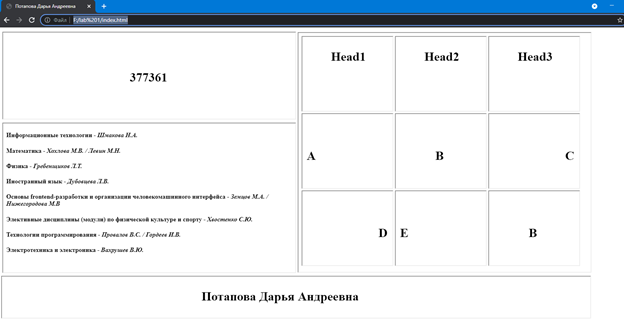 Потапова Дарья Андреевна
Файл | F:/lab%201/index.html
377361
Информационные технологии - Шмакова Н.А.
Математика - Хохлова М.В. / Левин М.Н.
Физика - Гребенщиков Л.Т.
Иностранный язык - Дубовцева Л.В.
Основы frontend-разработки и организации человекомашинного интерфейса - Земцев М.А. /
Нижегородова М.В
Элективные дисциплины (модули) по физической культуре и спорту - Хвостенко С.Ю.
Технологии программирования - Провалов В.С. / Гордеев И.В.
Электротехника и электроника - Вахрушев В.Ю.
Head1 Head2 Head3
A B C
D E B
Потапова Дарья Андреевна